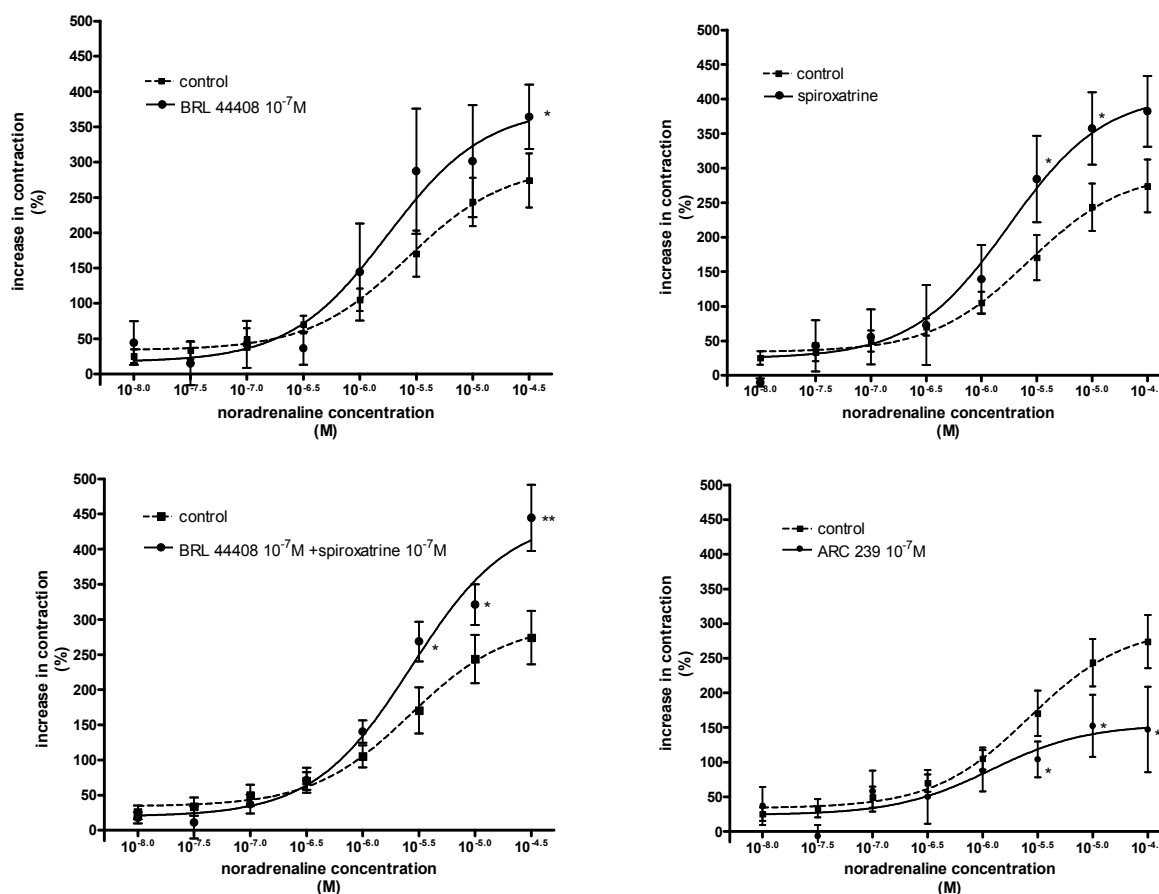 500
450
400
350
300
250
200
150
100
50
0
increase in contraction
(%)
control
BRL 44408 10⁻⁷M
*
10⁻⁸·⁰ 10⁻⁷·⁵ 10⁻⁷·⁰ 10⁻⁶·⁵ 10⁻⁶·⁰ 10⁻⁵·⁵ 10⁻⁵·⁰ 10⁻⁴·⁵
noradrenaline concentration
(M)
500
450
400
350
300
250
200
150
100
50
0
increase in contraction
(%)
control
spiroxatrine
*
*
10⁻⁸·⁰ 10⁻⁷·⁵ 10⁻⁷·⁰ 10⁻⁶·⁵ 10⁻⁶·⁰ 10⁻⁵·⁵ 10⁻⁵·⁰ 10⁻⁴·
noradrenaline concentration
(M)
500
450
400
350
300
250
200
150
100
50
0
increase in contraction
(%)
control
BRL 44408 10⁻⁷M +spiroxatrine 10⁻⁷M
**
*
*
10⁻⁸·⁰ 10⁻⁷·⁵ 10⁻⁷·⁰ 10⁻⁶·⁵ 10⁻⁶·⁰ 10⁻⁵·⁵ 10⁻⁵·⁰ 10⁻⁴·⁵
noradrenaline concentration
(M)
500
450
400
350
300
250
200
150
100
50
0
increase in contraction
(%)
control
ARC 239 10⁻⁷M
*
*
*
10⁻⁸·⁰ 10⁻⁷·⁵ 10⁻⁷·⁰ 10⁻⁶·⁵ 10⁻⁶·⁰ 10⁻⁵·⁵ 10⁻⁵·⁰ 10⁻⁴·
noradrenaline concentration
(M)